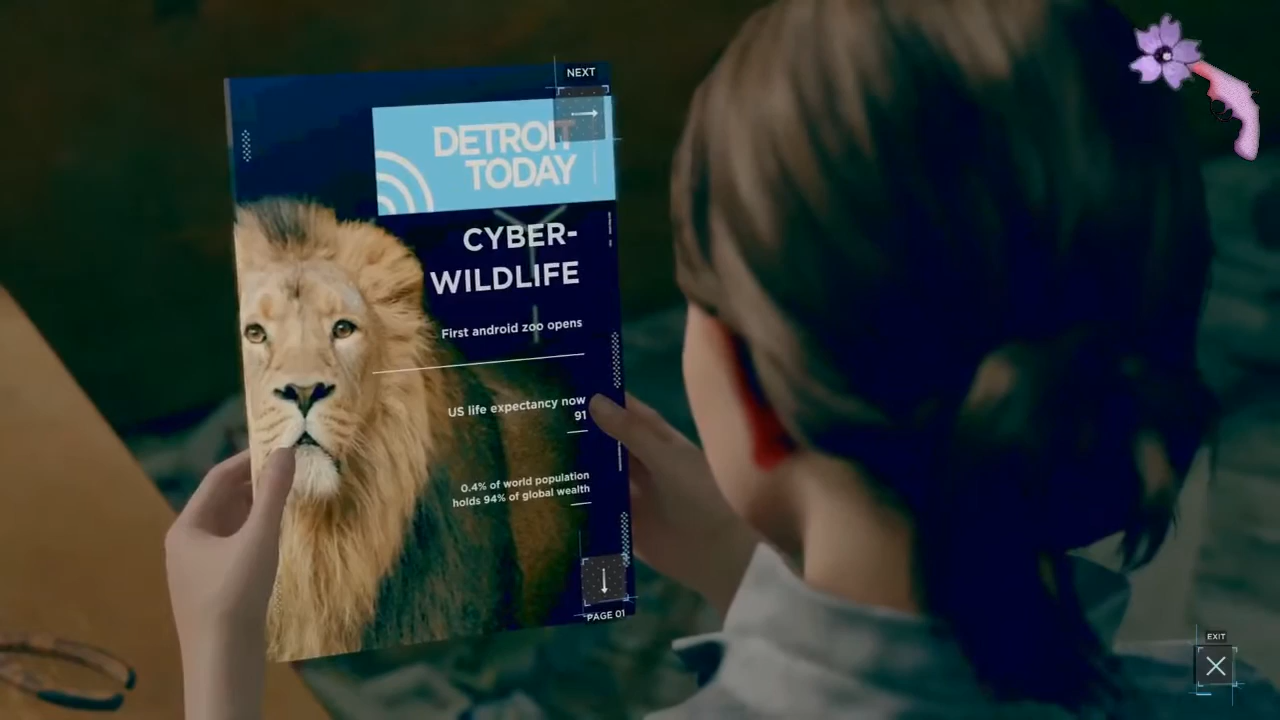 NEXT
DETROIT
TODAY
CYBER-
WILDLIFE
First android zoo opens
US life expectancy now
91
0.4% of world population
holds 94% of global wealth
PAGE 01
EXIT